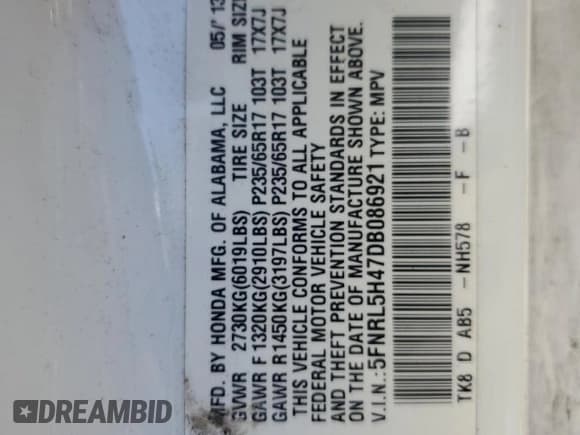 MFD. BY HONDA MFG. OF ALABAMA, LLC 05/'13
GVWR 2730KG(6019LBS) TIRE SIZE RIM SIZ
GAWR F 1320KG(2910LBS) P235/65R17 103T 17X7J
GAWR R 1450KG(3197LBS) P235/65R17 103T 17X7J
THIS VEHICLE CONFORMS TO ALL APPLICABLE
FEDERAL MOTOR VEHICLE SAFETY
AND THEFT PREVENTION STANDARDS IN EFFECT
ON THE DATE OF MANUFACTURE SHOWN ABOVE.
V.I.N.: 5FNRL5H47DB086921 TYPE: MPV
TK8 D AB5 -NH578 -F -B
DREAMBID